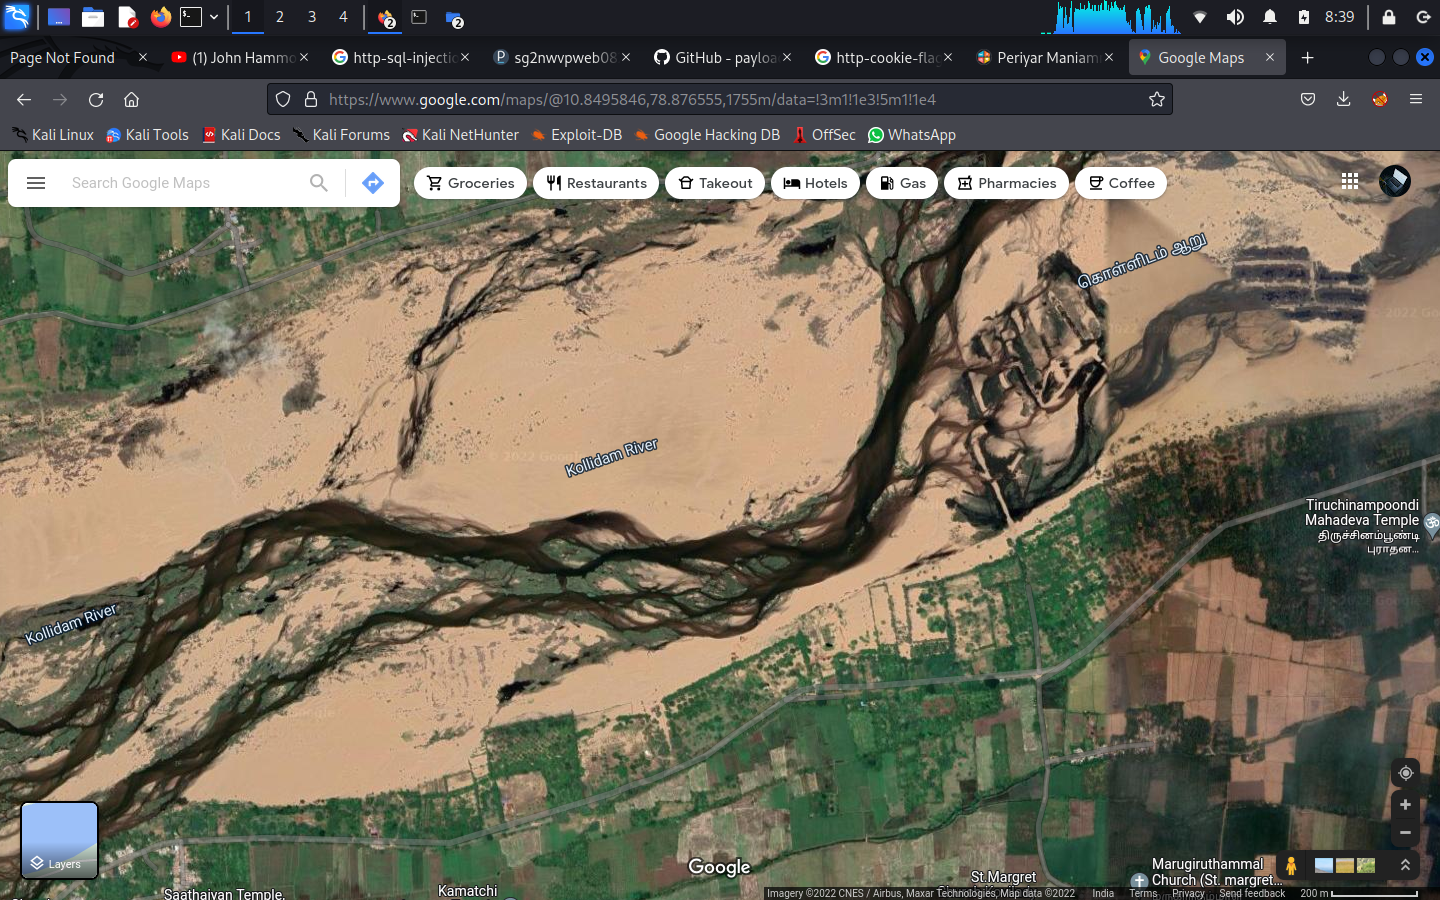 1 2 3 4 2 2 8:39
Page Not Found
(1) John Hammo
http-sql-injectio
sg2nwvpweb08
GitHub - payloa
http-cookie-flag
Periyar Maniamr
Google Maps
https://www.google.com/maps/@10.8495846,78.876555,1755m/data=!3m1!1e3!5m1!1e4
Kali Linux Kali Tools Kali Docs Kali Forums Kali NetHunter Exploit-DB Google Hacking DB OffSec WhatsApp
Search Google Maps
Groceries Restaurants Takeout Hotels Gas Pharmacies Coffee
கொள்ளிடம் ஆறு
Kollidam River
Tiruchinampoondi
Mahadeva Temple
திருச்சினம்பூண்டி
புராதன...
Kollidam River
Layers
Google
Saathaiyan Temple,
Kamatchi
St.Margret
Marugiruthammal
Church (St. margret...
Imagery ©2022 CNES / Airbus, Maxar Technologies, Map data ©2022 India Terms Privacy Send feedback 200 m